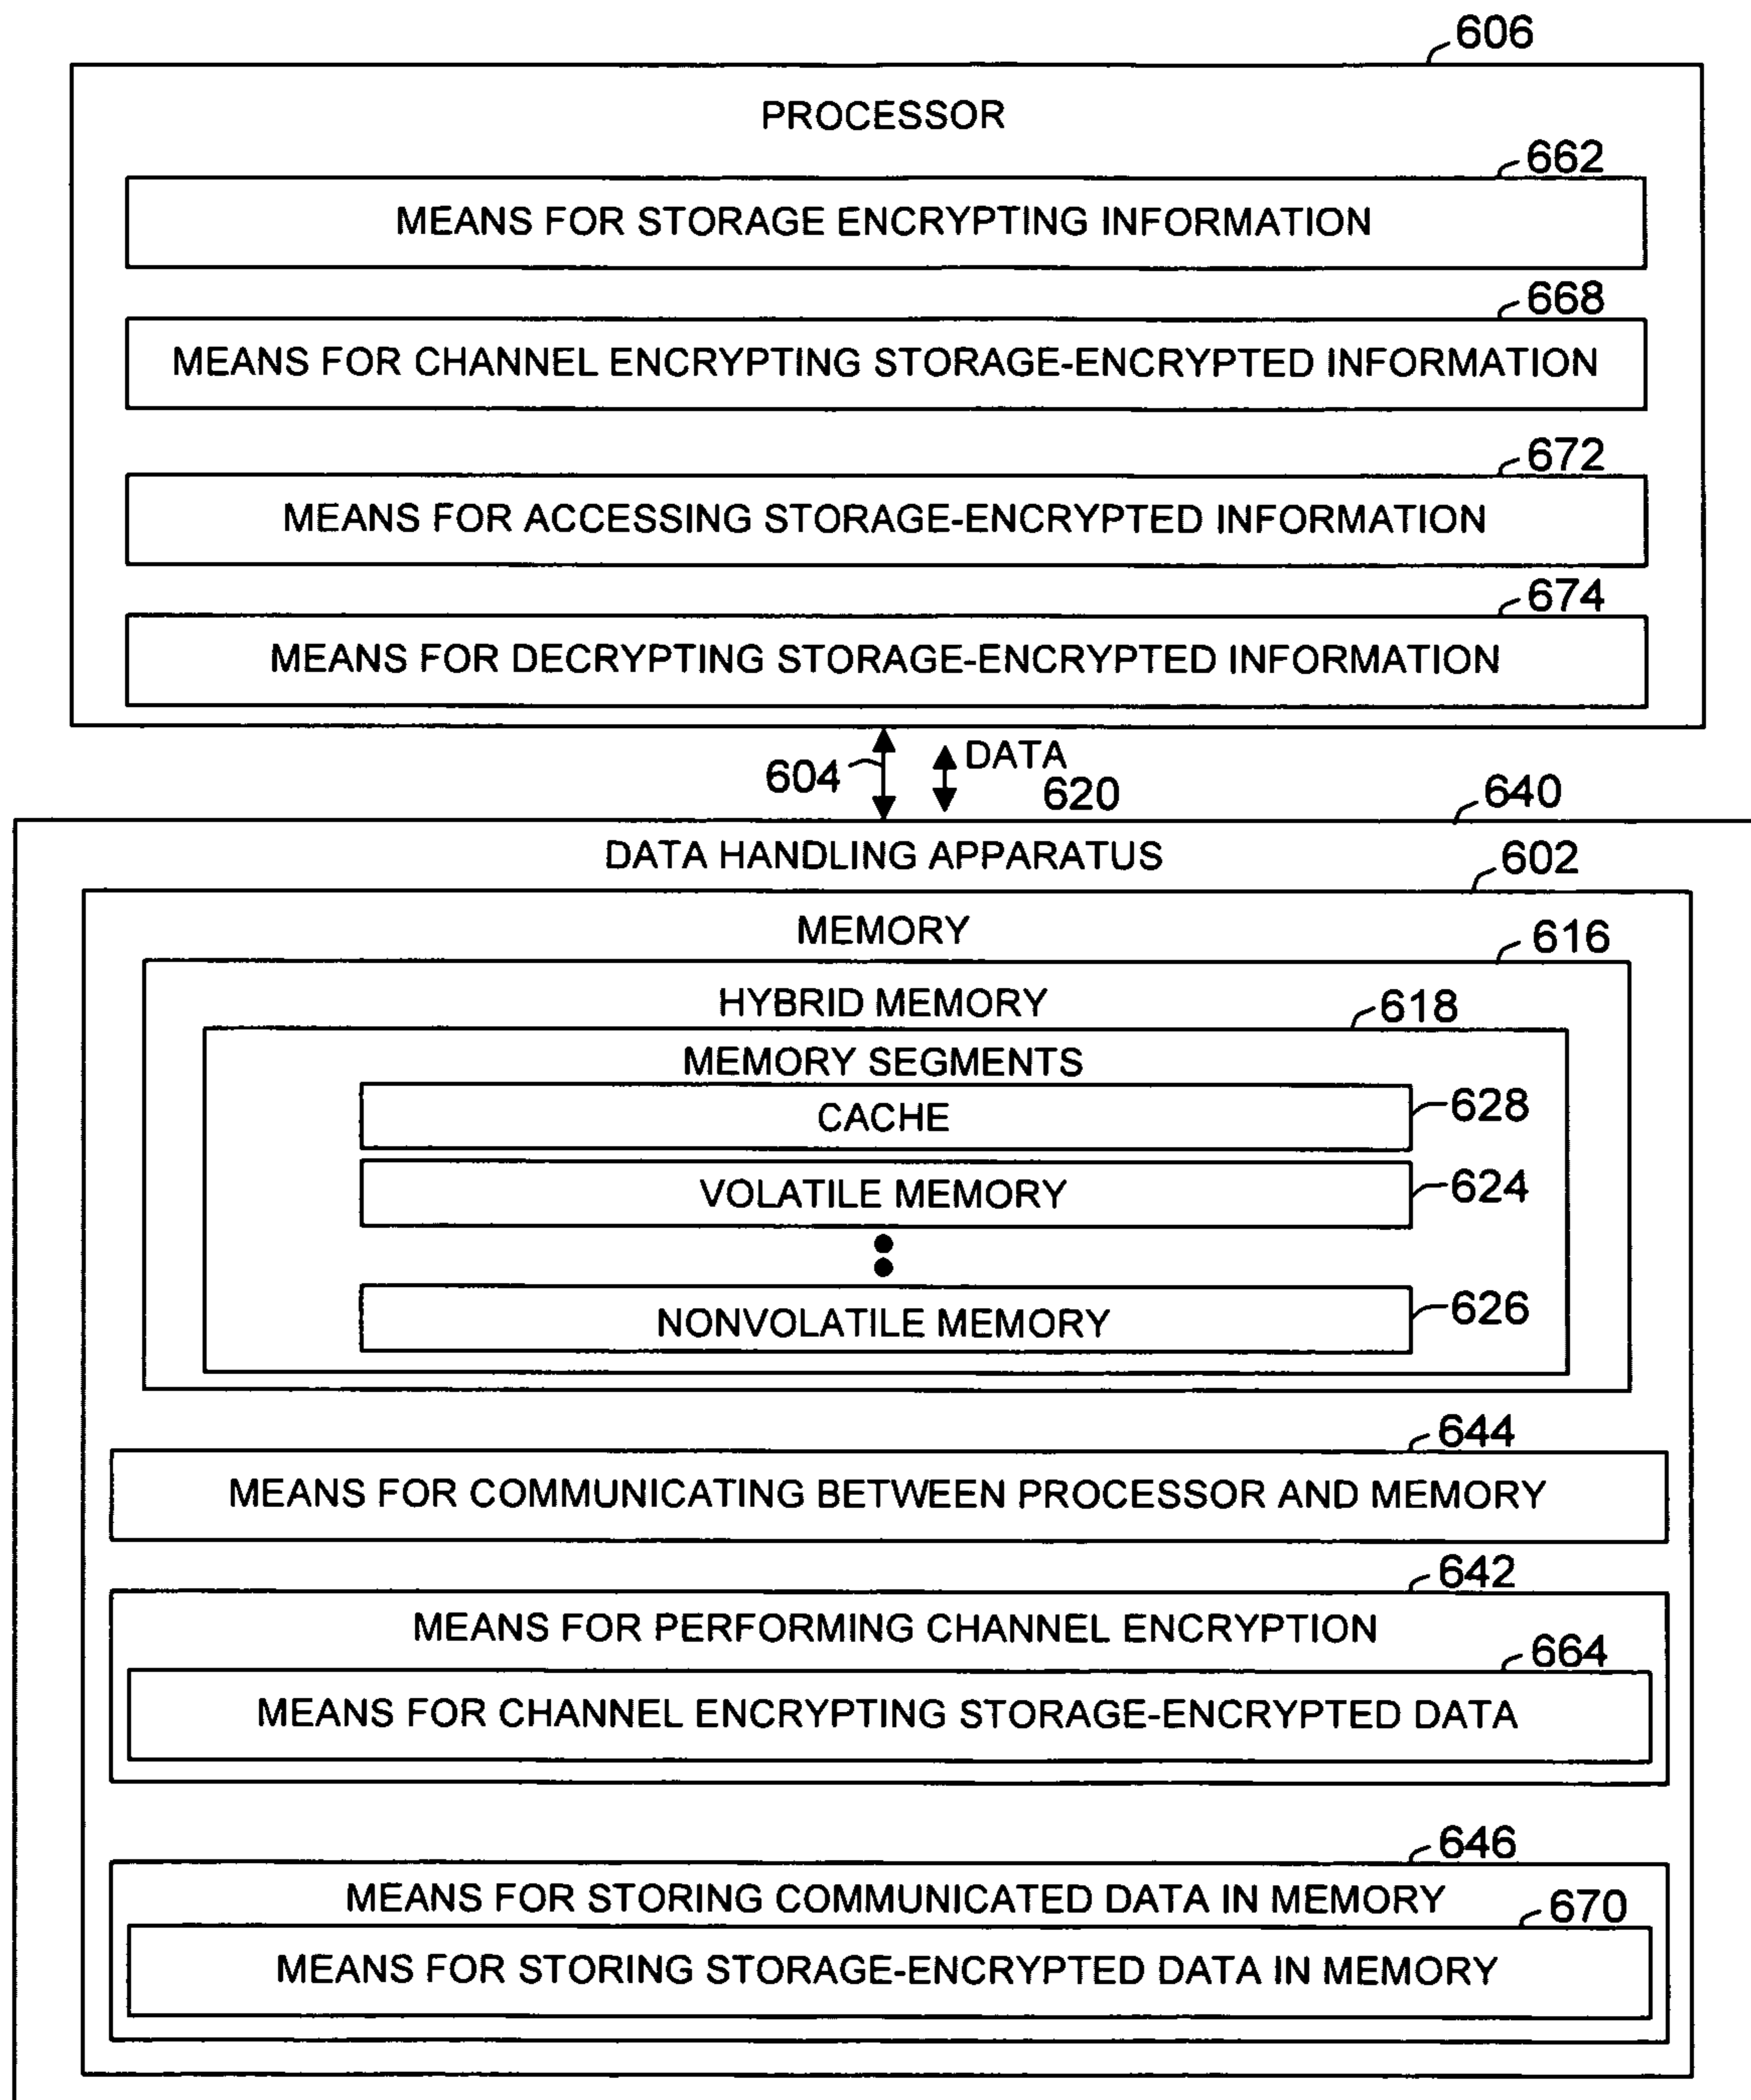 606
PROCESSOR
662
MEANS FOR STORAGE ENCRYPTING INFORMATION
668
MEANS FOR CHANNEL ENCRYPTING STORAGE-ENCRYPTED INFORMATION
672
MEANS FOR ACCESSING STORAGE-ENCRYPTED INFORMATION
674
MEANS FOR DECRYPTING STORAGE-ENCRYPTED INFORMATION
604
DATA
620
640
DATA HANDLING APPARATUS
602
MEMORY
616
HYBRID MEMORY
618
MEMORY SEGMENTS
CACHE
628
VOLATILE MEMORY
624
NONVOLATILE MEMORY
626
644
MEANS FOR COMMUNICATING BETWEEN PROCESSOR AND MEMORY
642
MEANS FOR PERFORMING CHANNEL ENCRYPTION
664
MEANS FOR CHANNEL ENCRYPTING STORAGE-ENCRYPTED DATA
646
MEANS FOR STORING COMMUNICATED DATA IN MEMORY
670
MEANS FOR STORING STORAGE-ENCRYPTED DATA IN MEMORY